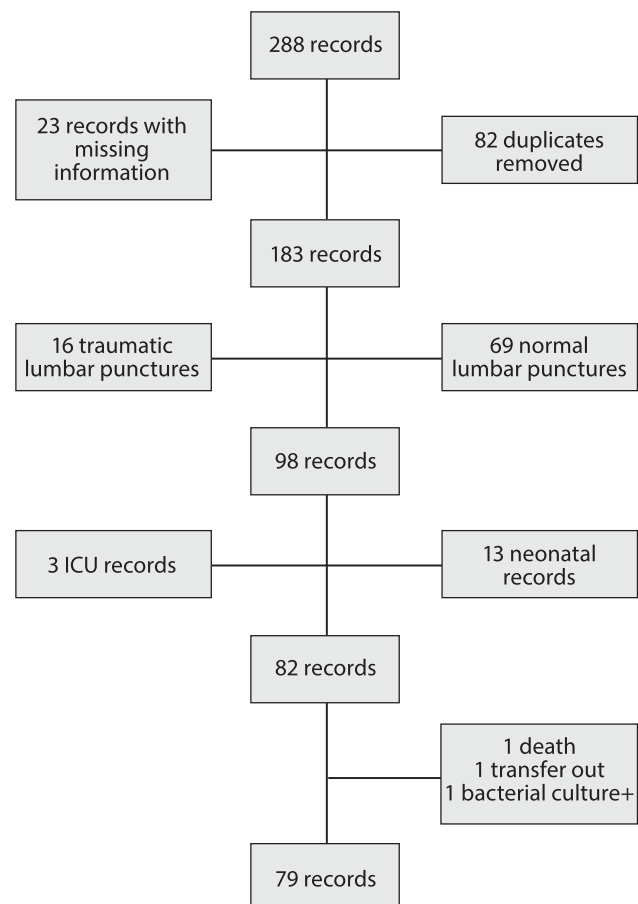 288 records
23 records with
missing
information
82 duplicates
removed
183 records
16 traumatic
lumbar punctures
69 normal
lumbar punctures
98 records
3 ICU records
13 neonatal
records
82 records
1 death
1 transfer out
1 bacterial culture+
79 records